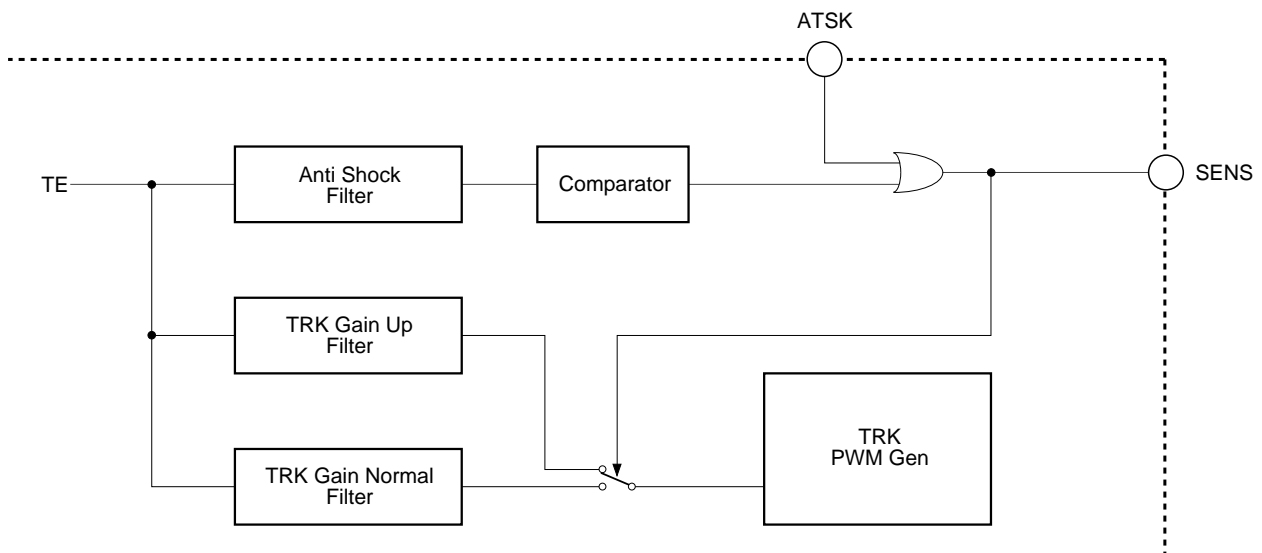 ATSK
TE
Anti Shock
Filter
Comparator
SENS
TRK Gain Up
Filter
TRK Gain Normal
Filter
TRK
PWM Gen